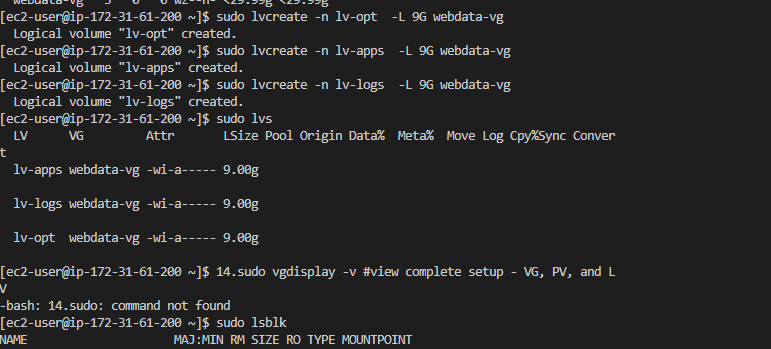 webdata-vg   3   0   0 wz--n- <29.99g <29.99g
[ec2-user@ip-172-31-61-200 ~]$ sudo lvcreate -n lv-opt  -L 9G webdata-vg
  Logical volume "lv-opt" created.
[ec2-user@ip-172-31-61-200 ~]$ sudo lvcreate -n lv-apps  -L 9G webdata-vg
  Logical volume "lv-apps" created.
[ec2-user@ip-172-31-61-200 ~]$ sudo lvcreate -n lv-logs  -L 9G webdata-vg
  Logical volume "lv-logs" created.
[ec2-user@ip-172-31-61-200 ~]$ sudo lvs
  LV      VG         Attr       LSize Pool Origin Data%  Meta%  Move Log Cpy%Sync Conver
t
  lv-apps webdata-vg -wi-a----- 9.00g
  lv-logs webdata-vg -wi-a----- 9.00g
  lv-opt  webdata-vg -wi-a----- 9.00g
[ec2-user@ip-172-31-61-200 ~]$ 14.sudo vgdisplay -v #view complete setup - VG, PV, and L
V
-bash: 14.sudo: command not found
[ec2-user@ip-172-31-61-200 ~]$ sudo lsblk
NAME                    MAJ:MIN RM SIZE RO TYPE MOUNTPOINT